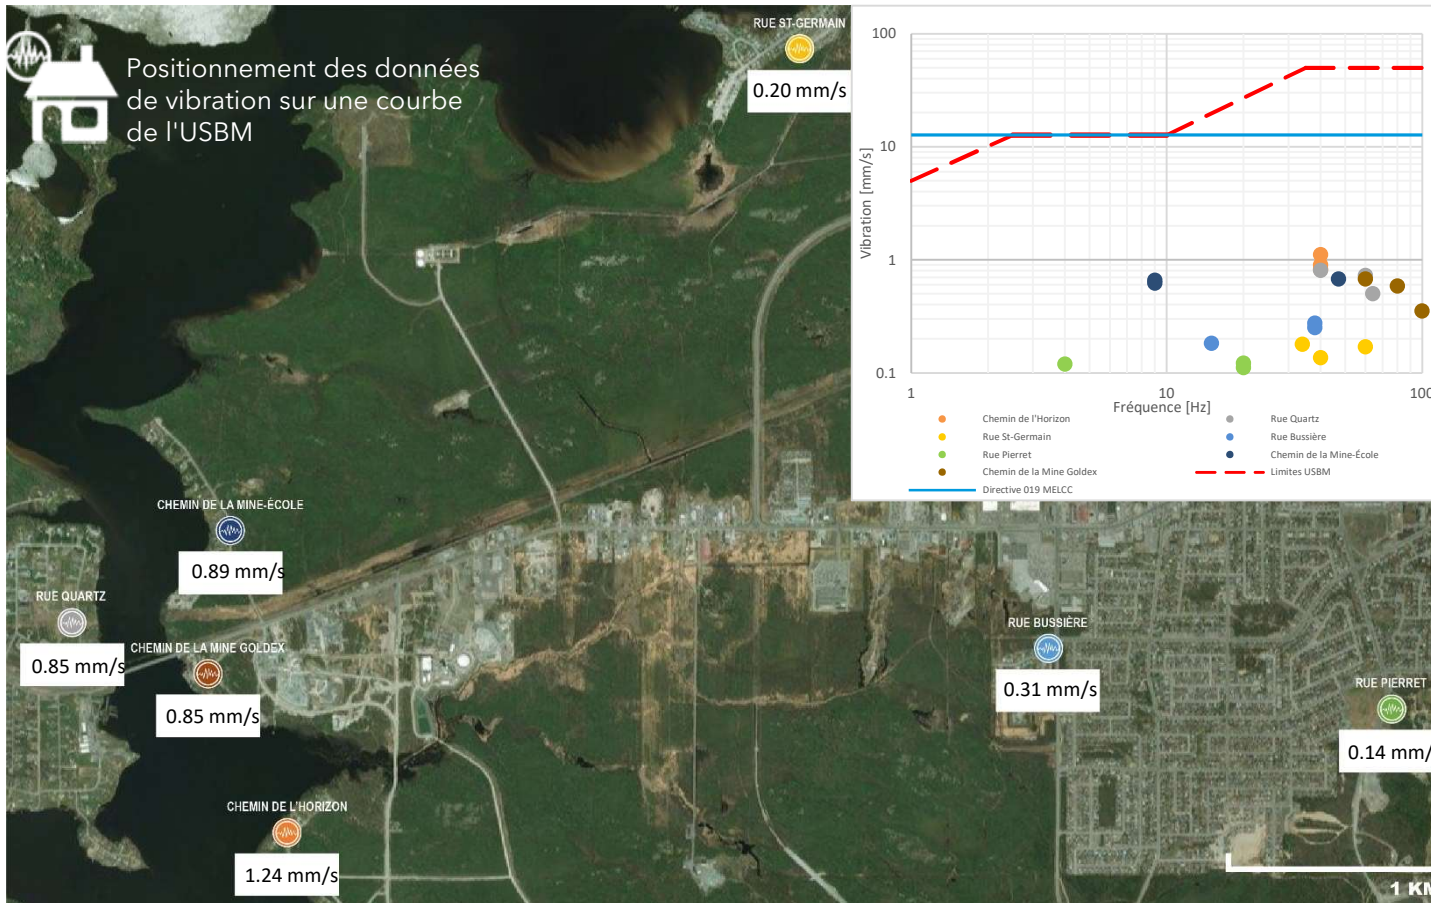 Positionnement des données
de vibration sur une courbe
de l'USBM
RUE ST-GERMAIN
0.20 mm/s
100
10
1
0.1
Vibration [mm/s]
1
10
100
Fréquence [Hz]
Chemin de l'Horizon
Rue Quartz
Rue St-Germain
Rue Bussière
Rue Pierret
Chemin de la Mine-École
Chemin de la Mine Goldex
Limites USBM
Directive 019 MELCC
CHEMIN DE LA MINE-ÉCOLE
0.89 mm/s
RUE QUARTZ
0.85 mm/s
CHEMIN DE LA MINE GOLDEX
0.85 mm/s
RUE BUSSIÈRE
0.31 mm/s
RUE PIERRET
0.14 mm/
CHEMIN DE L'HORIZON
1.24 mm/s
1 KM